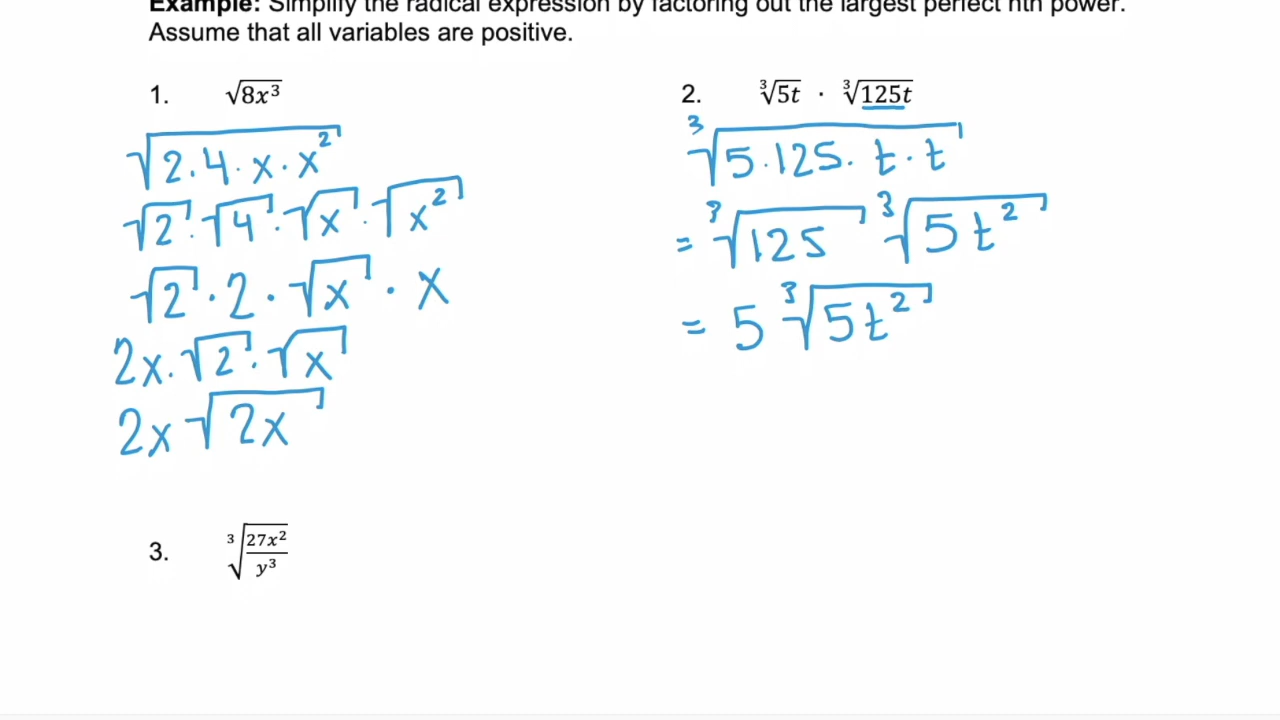 Example: Simplify the radical expression by factoring out the largest perfect nth power.
Assume that all variables are positive.
1. √8x³
√2·4·x·x²
√2·√4·√x·√x²
√2·2·√x·x
2x·√2·√x
2x√2x
2. ∛5t · ∛125t
∛5·125·t·t
= ∛125 ∛5t²
= 5 ∛5t²
3. ∛27x²/y³